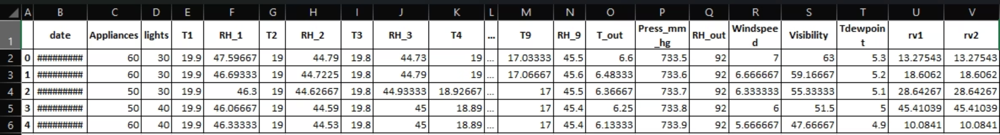 A B C D E F G H I J K L M N O P Q R S T U V
1 date Appliances lights T1 RH_1 T2 RH_2 T3 RH_3 T4 ... T9 RH_9 T_out Press_mm_hg RH_out Windspeed Visibility Tdewpoint rv1 rv2
2 0 ######### 60 30 19.9 47.59667 19 44.79 19.8 44.73 19 ... 17.03333 45.5 6.6 733.5 92 7 63 5.3 13.27543 13.27543
3 1 ######### 60 30 19.9 46.69333 19 44.7225 19.8 44.79 19 ... 17.06667 45.6 6.48333 733.6 92 6.666667 59.16667 5.2 18.6062 18.6062
4 2 ######### 50 30 19.9 46.3 19 44.62667 19.8 44.93333 18.92667 ... 17 45.5 6.36667 733.7 92 6.333333 55.33333 5.1 28.64267 28.64267
5 3 ######### 50 40 19.9 46.06667 19 44.59 19.8 45 18.89 ... 17 45.4 6.25 733.8 92 6 51.5 5 45.41039 45.41039
6 4 ######### 60 40 19.9 46.33333 19 44.53 19.8 45 18.89 ... 17 45.4 6.13333 733.9 92 5.666667 47.66667 4.9 10.0841 10.0841